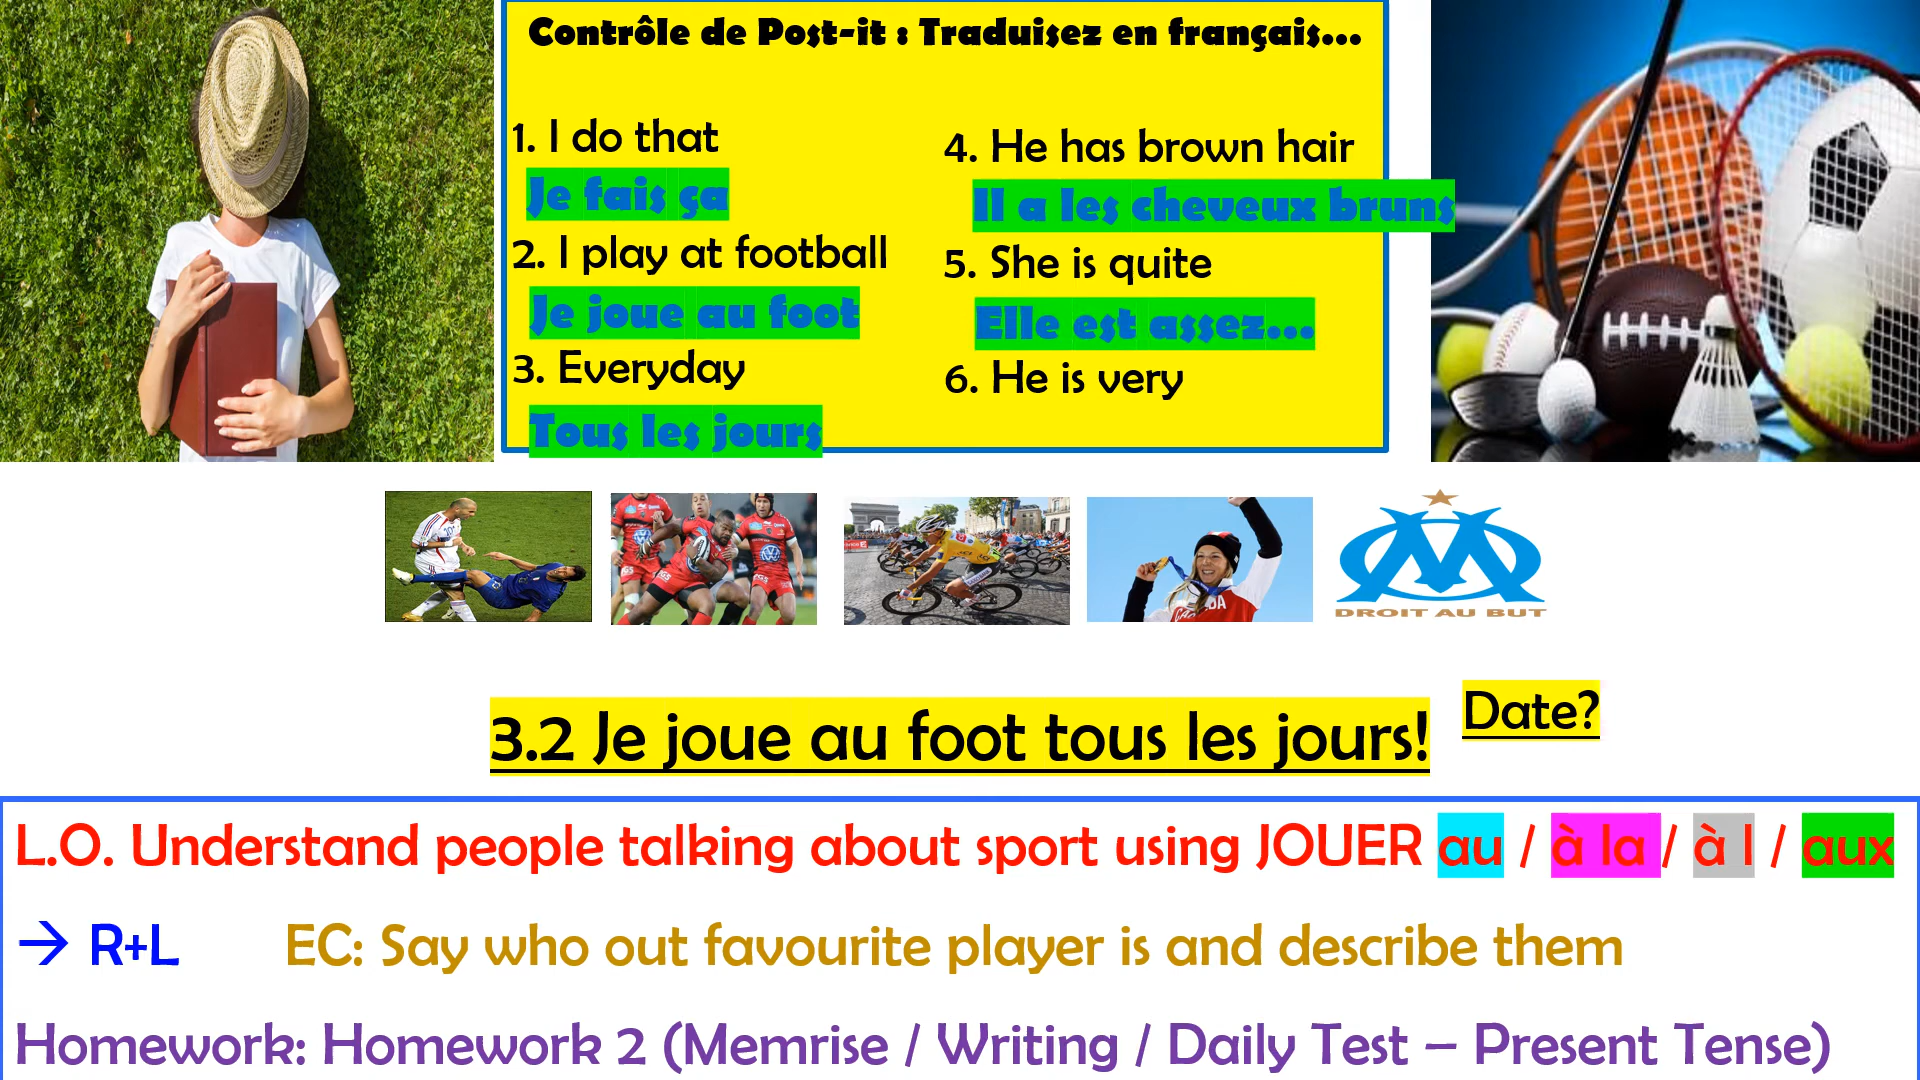 Contrôle de Post-it : Traduisez en français...
1. I do that
Je fais ça
2. I play at football
Je joue au foot
3. Everyday
Tous les jours
4. He has brown hair
Il a les cheveux bruns
5. She is quite
Elle est assez...
6. He is very
DROIT AU BUT
3.2 Je joue au foot tous les jours!
Date?
L.O. Understand people talking about sport using JOUER au / à la / à l / aux
→ R+L EC: Say who out favourite player is and describe them
Homework: Homework 2 (Memrise / Writing / Daily Test – Present Tense)